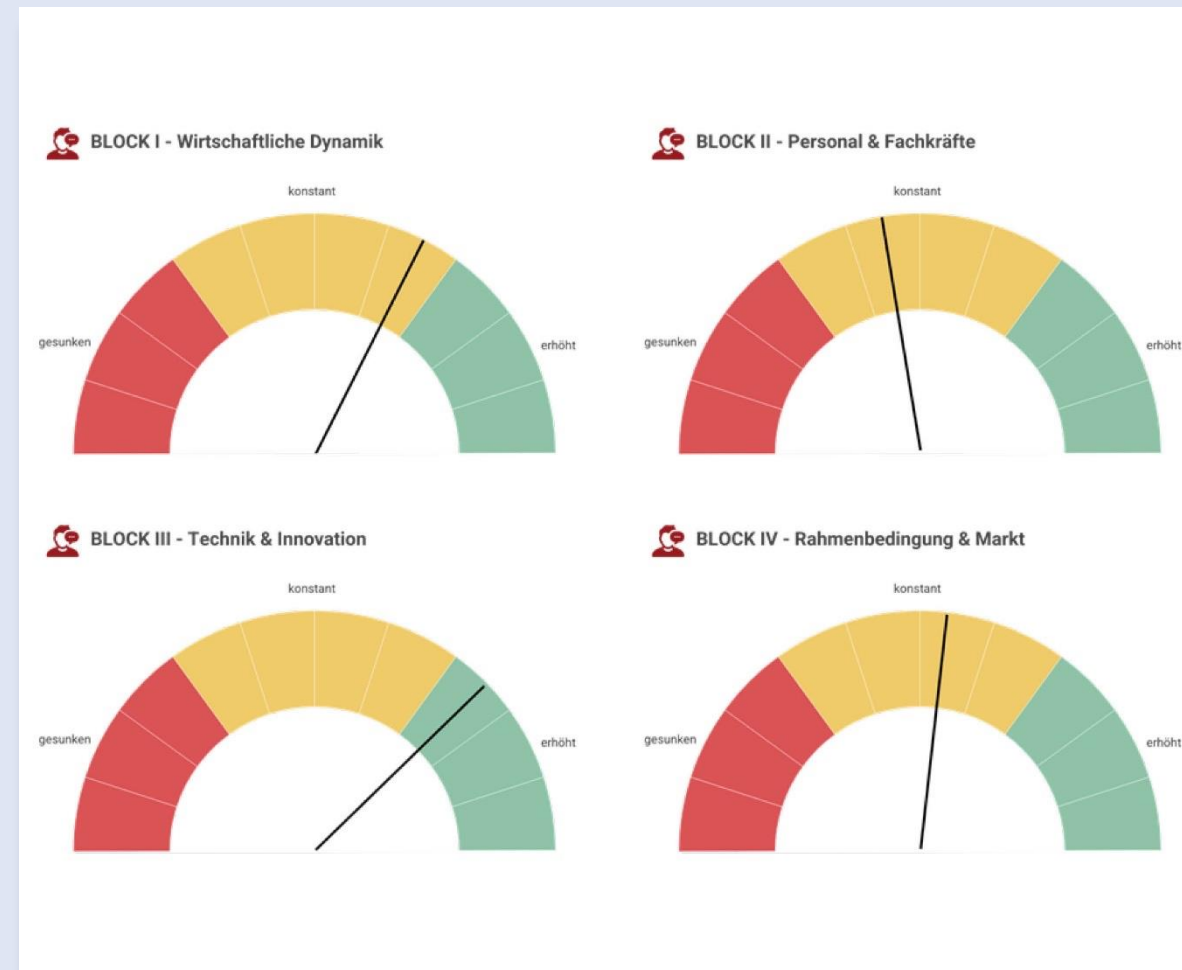 BLOCK I - Wirtschaftliche Dynamik
konstant
gesunken
erhöht
BLOCK II - Personal & Fachkräfte
konstant
gesunken
erhöht
BLOCK III - Technik & Innovation
konstant
gesunken
erhöht
BLOCK IV - Rahmenbedingung & Markt
konstant
gesunken
erhöht